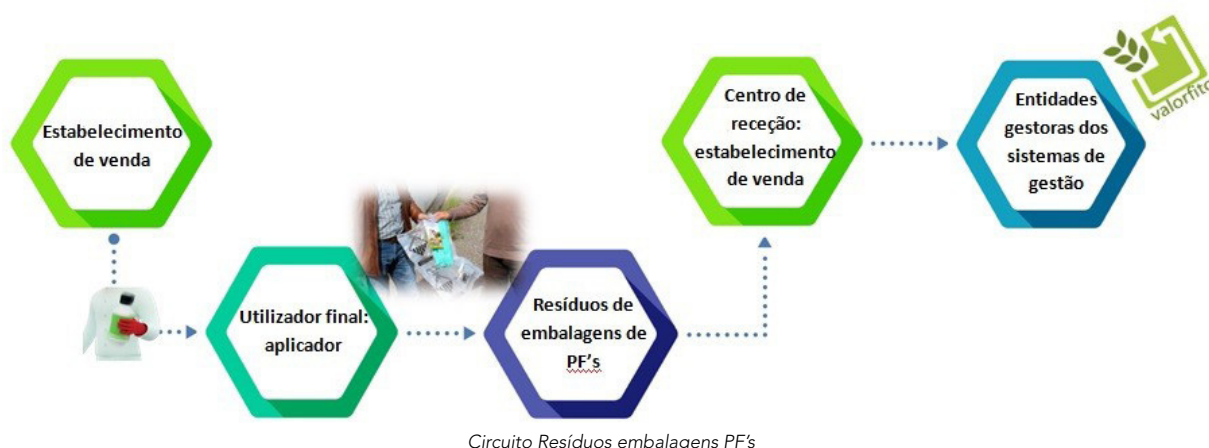 Estabelecimento
de venda
Utilizador final:
aplicador
Resíduos de
embalagens de
PF's
Centro de
receção:
estabelecimento
de venda
Entidades
gestoras dos
sistemas de
gestão
valorfito
Circuito Resíduos embalagens PF's